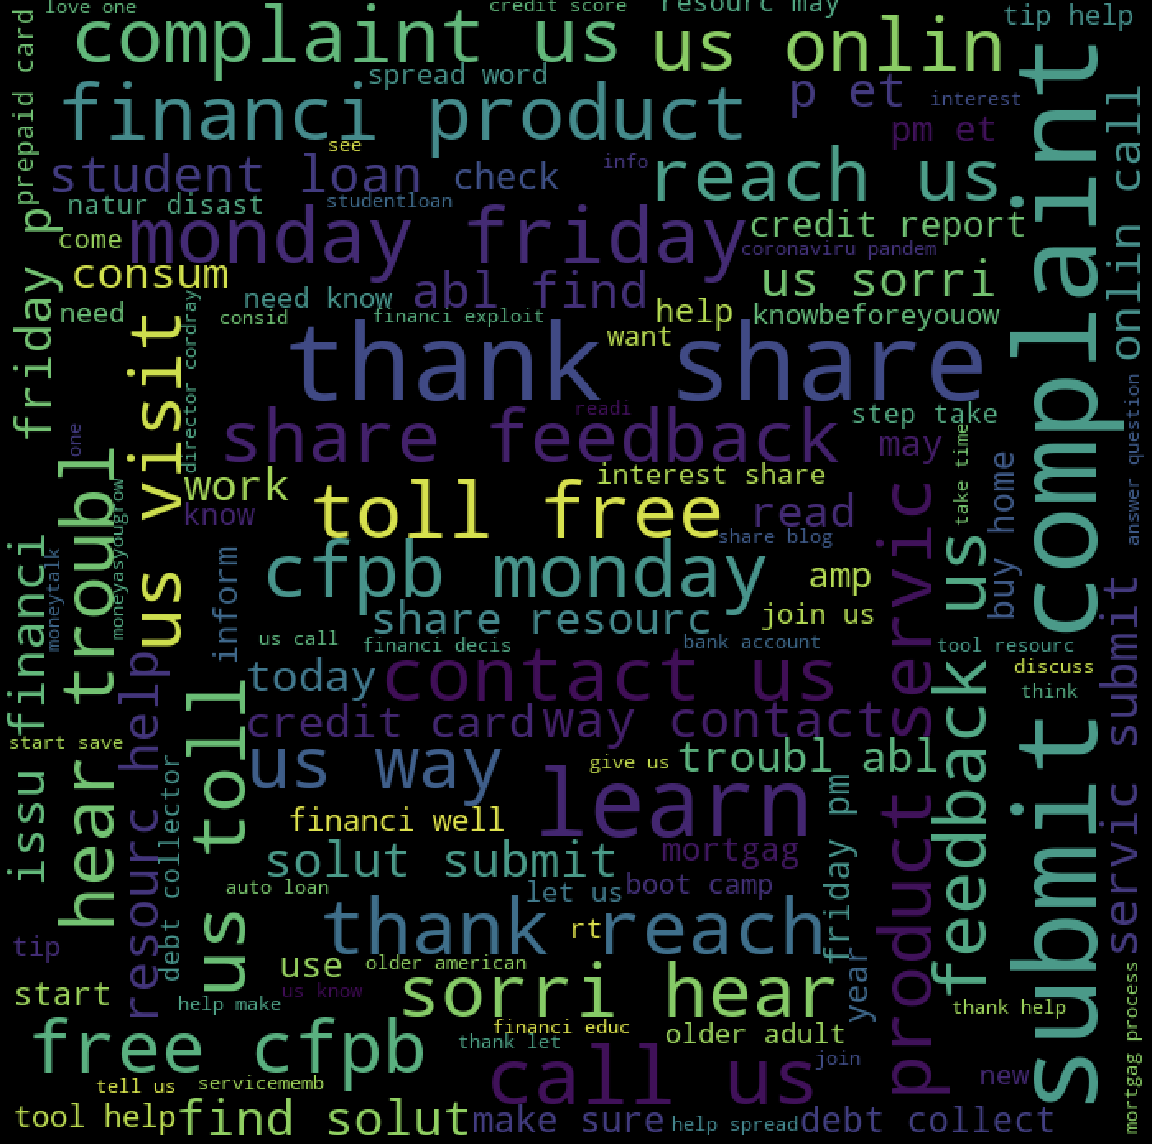 love one
credit score
resourc may
tip help
complaint us
us onlin
spread word
financi product
p et
interest
pm et
see
student loan
check
info
reach us
natur disast
studentloan
monday friday
credit report
come
coronaviru pandem
consum
abl find
us sorri
need
need know
consid
financi exploit
help
knowbeforeyouow
want
thank share
readi
step take
share feedback
may
interest share
work
toll free
know
read
share blog
cfpb monday
amp
share resourc
join us
us call
financi decis
bank account
tool resourc
today
contact us
discuss
think
credit card
way contact
start save
us way
give us
troubl abl
learn
financi well
solut submit
mortgag
auto loan
let us
boot camp
thank reach
rt
tip
use
older american
start
us know
sorri hear
help make
thank help
free cfpb
financi educ
older adult
thank let
call us
join
new
tell us
servicememb
tool help
find solut
make sure
help spread
debt collect
prepaid card
friday p
issu financi
one
hear troubl
moneytalk
moneyasyougrow
us visit
resourc help
director cordray
debt collector
us toll
inform
friday pm
year
product servic
take time
feedback us
buy home
submit complaint
onlin call
answer question
servic submit
mortgag process